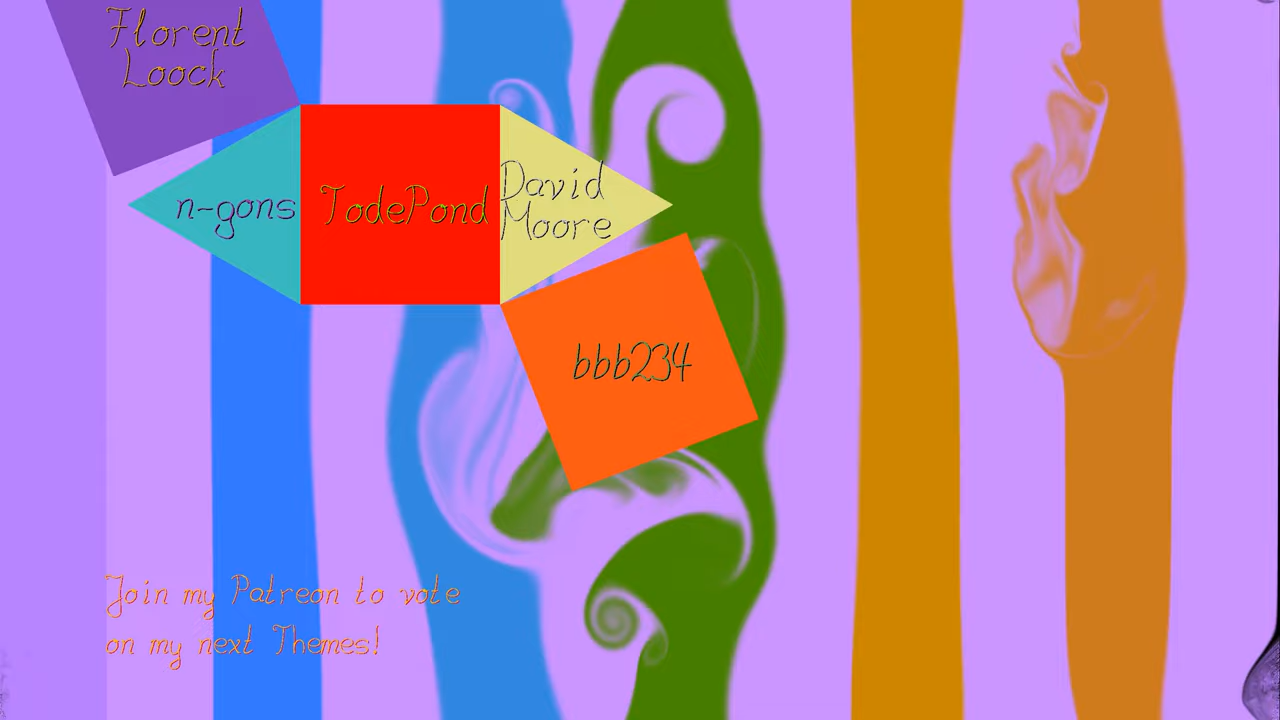 Florent
Loock
n-gons
TodePond
David
Moore
bbb234
Join my Patreon to vote
on my next Themes!